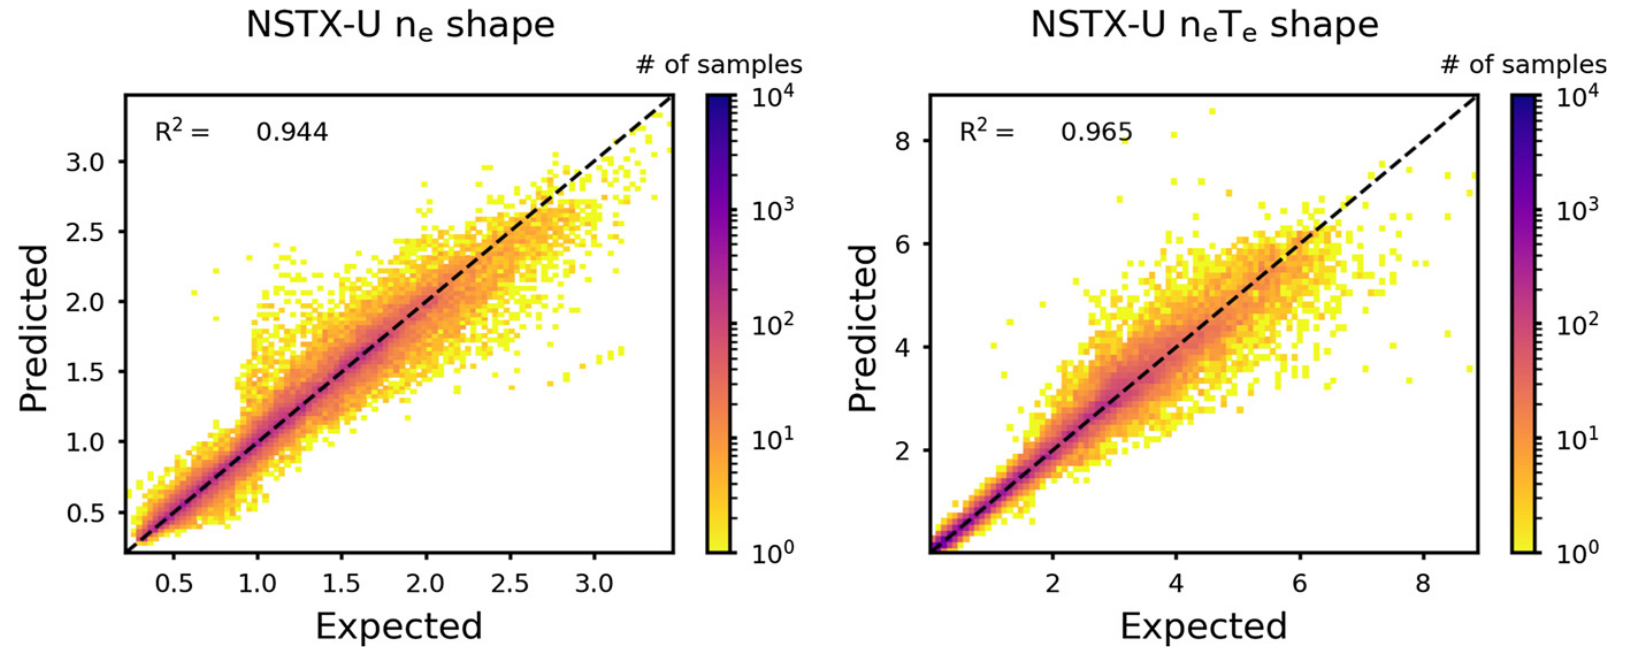 NSTX-U nₑ shape
# of samples
R² = 0.944
Predicted
3.0
2.5
2.0
1.5
1.0
0.5
0.5 1.0 1.5 2.0 2.5 3.0
Expected
10⁴
10³
10²
10¹
10⁰
NSTX-U nₑTₑ shape
# of samples
R² = 0.965
Predicted
8
6
4
2
2 4 6 8
Expected
10⁴
10³
10²
10¹
10⁰